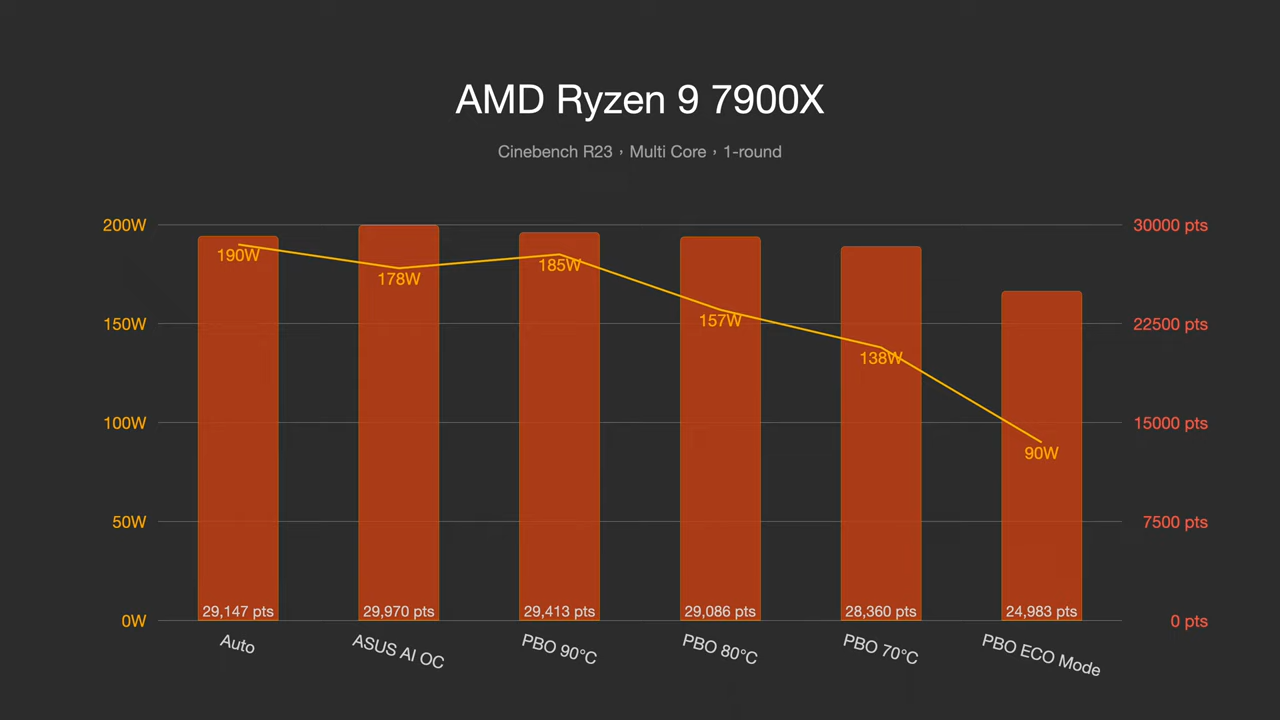 AMD Ryzen 9 7900X
Cinebench R23，Multi Core，1-round
200W
30000 pts
190W
178W
185W
157W
150W
22500 pts
138W
100W
15000 pts
90W
50W
7500 pts
29,147 pts
29,970 pts
29,413 pts
29,086 pts
28,360 pts
24,983 pts
0W
0 pts
Auto
ASUS AI OC
PBO 90°C
PBO 80°C
PBO 70°C
PBO ECO Mode